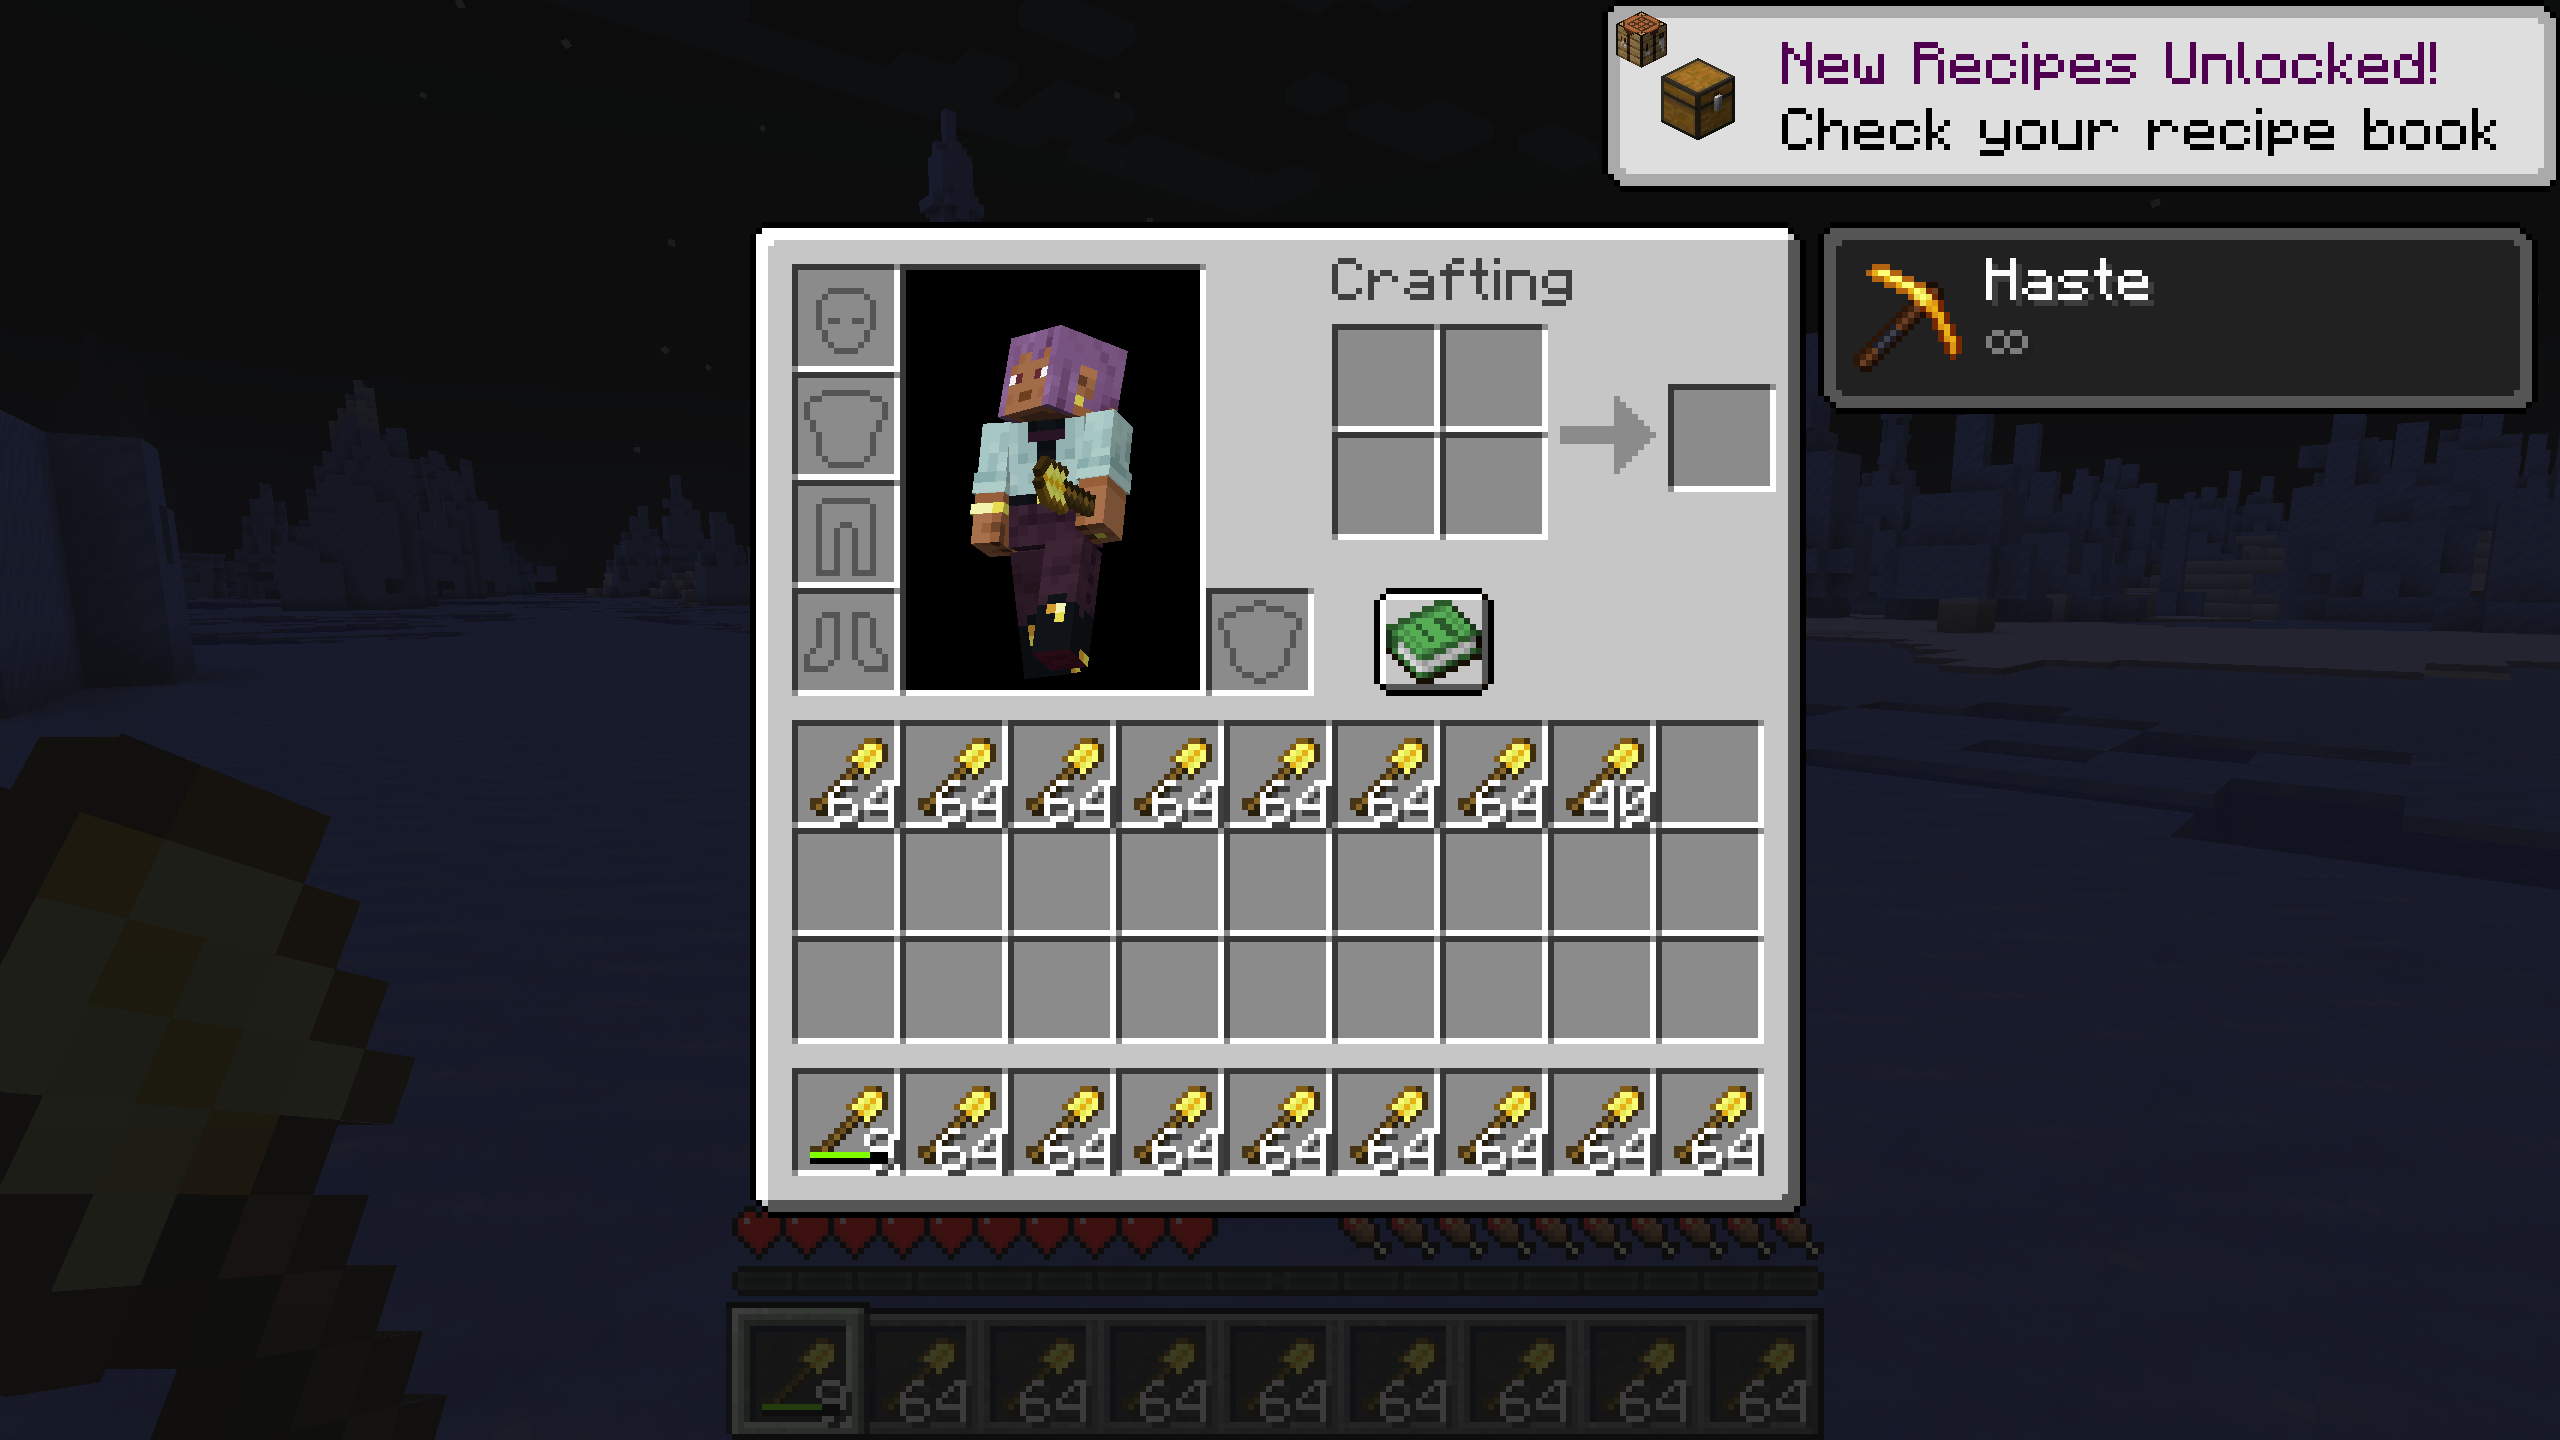 New Recipes Unlocked!
Check your recipe book
Crafting
Haste
∞
64 64 64 64 64 64 64 40
9 64 64 64 64 64 64 64 64
9 64 64 64 64 64 64 64 64